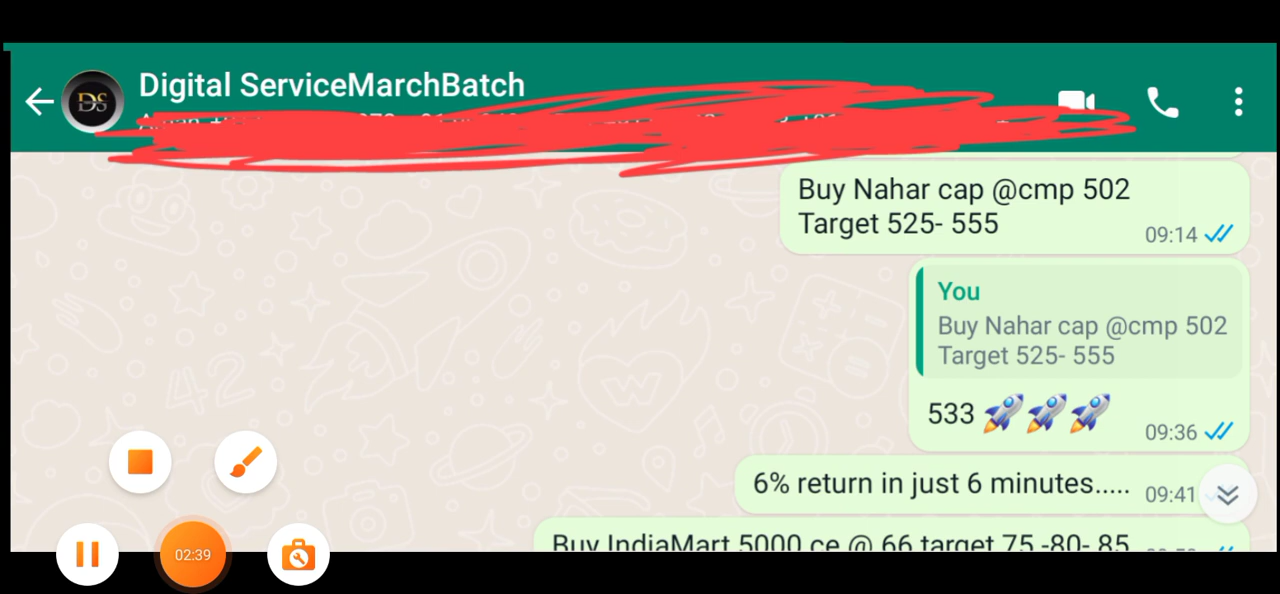 DS
Digital ServiceMarchBatch
Buy Nahar cap @cmp 502
Target 525- 555
09:14
You
Buy Nahar cap @cmp 502
Target 525- 555
533 🚀🚀🚀
09:36
6% return in just 6 minutes.....
09:41
Buy IndiaMart 5000 ce @ 66 target 75 -80- 85
02:39